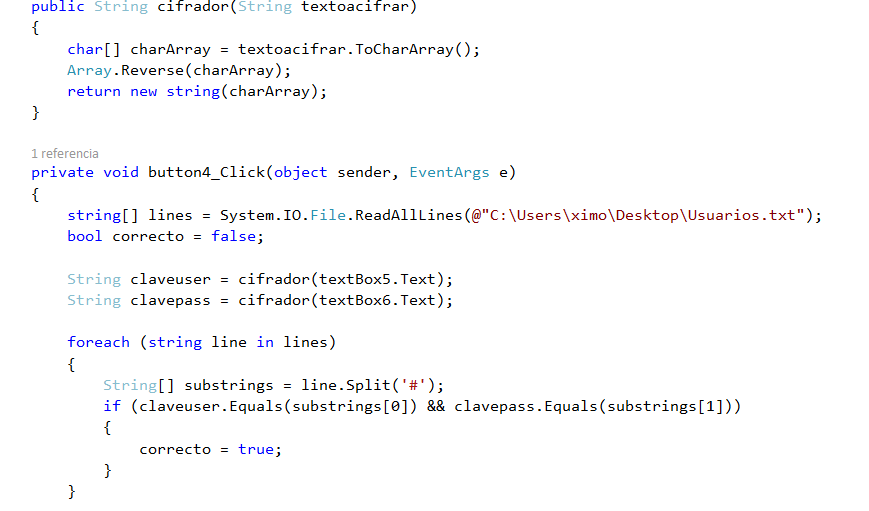 public String cifrador(String textoacifrar)
{
char[] charArray = textoacifrar.ToCharArray();
Array.Reverse(charArray);
return new string(charArray);
}
1 referencia
private void button4_Click(object sender, EventArgs e)
{
string[] lines = System.IO.File.ReadAllLines(@"C:\Users\ximo\Desktop\Usuarios.txt");
bool correcto = false;
String claveuser = cifrador(textBox5.Text);
String clavepass = cifrador(textBox6.Text);
foreach (string line in lines)
{
String[] substrings = line.Split('#');
if (claveuser.Equals(substrings[0]) && clavepass.Equals(substrings[1]))
{
correcto = true;
}
}